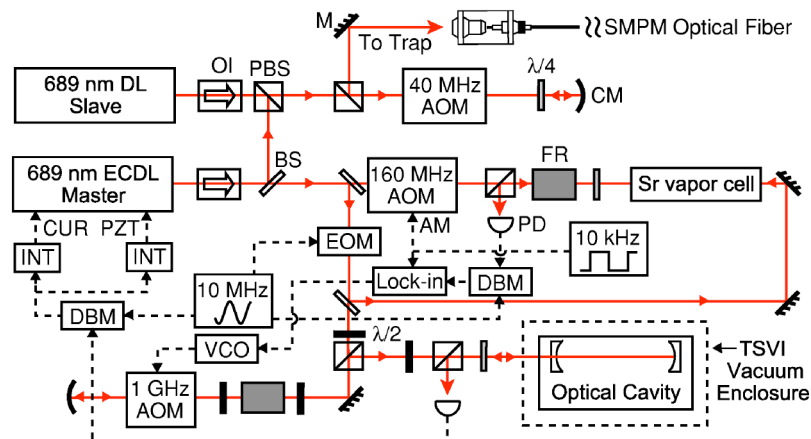 M
To Trap
SMPM Optical Fiber
OI
PBS
689 nm DL
Slave
40 MHz
AOM
λ/4
CM
689 nm ECDL
Master
BS
160 MHz
AOM
FR
Sr vapor cell
CUR PZT
AM
PD
INT
INT
EOM
10 kHz
10 MHz
Lock-in
DBM
DBM
λ/2
VCO
1 GHz
AOM
Optical Cavity
TSVI
Vacuum
Enclosure